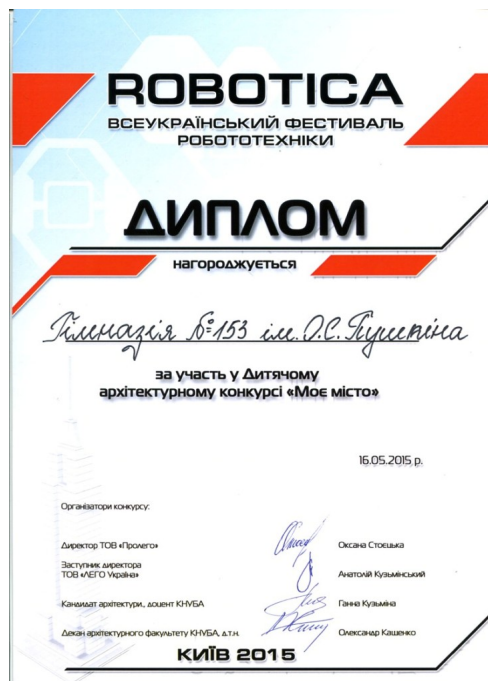 ROBOTICA
ВСЕУКРАЇНСЬКИЙ ФЕСТИВАЛЬ
РОБОТОТЕХНІКИ
ДИПЛОМ
нагороджується
Гімназія №153 ім. О.С. Пушкіна
за участь у Дитячому
архітектурному конкурсі «Моє місто»
16.05.2015 р.
Організатори конкурсу:
Директор ТОВ «Пролего» Оксана Стоєцька
Заступник директора
ТОВ «ЛЕГО Україна» Анатолій Кузьмінський
Кандидат архітектури, доцент КНУБА Ганна Кузьміна
Декан архітектурного факультету КНУБА, д.т.н. Олександр Кащенко
КИЇВ 2015